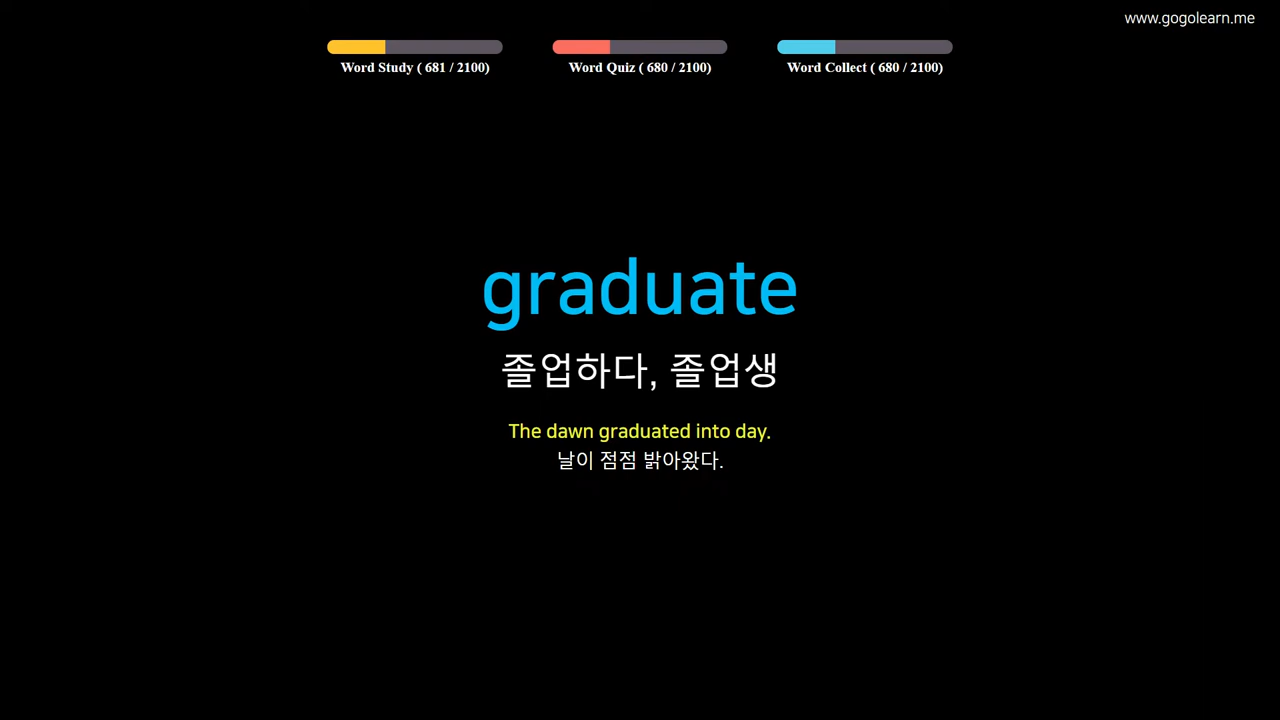 www.gogolearn.me
Word Study ( 681 / 2100)
Word Quiz ( 680 / 2100)
Word Collect ( 680 / 2100)
graduate
졸업하다, 졸업생
The dawn graduated into day.
날이 점점 밝아왔다.